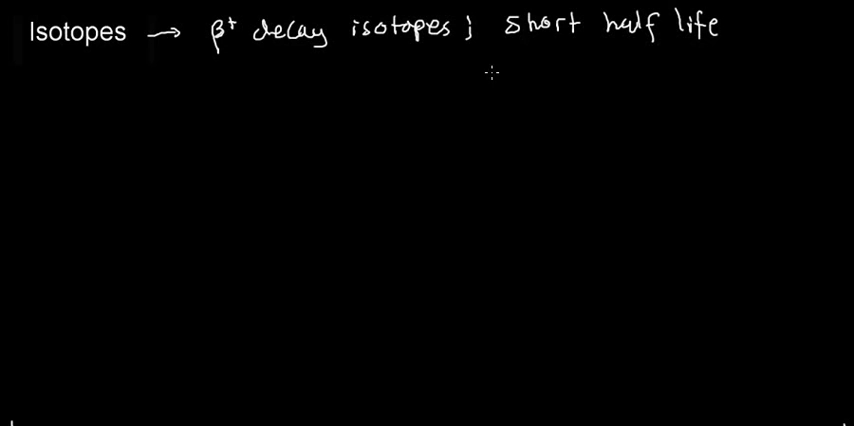 Isotopes → β⁺ decay isotopes ; short half life